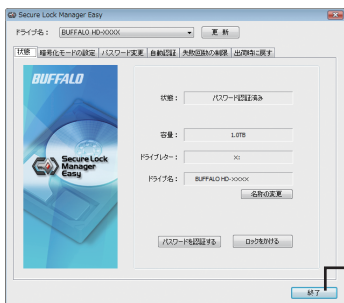 Secure Lock Manager Easy
ドライブ名： BUFFALO HD-XXXX 更 新
状態 暗号化モードの設定 パスワード変更 自動認証 失敗回数の制限 出荷時に戻す
BUFFALO
状態： パスワード認証済み
容量： 1.0TB
Secure Lock Manager Easy
ドライブレター： X:
ドライブ名： BUFFALO HD-XXXX
名称の変更
パスワードを認証する ロックをかける
終了